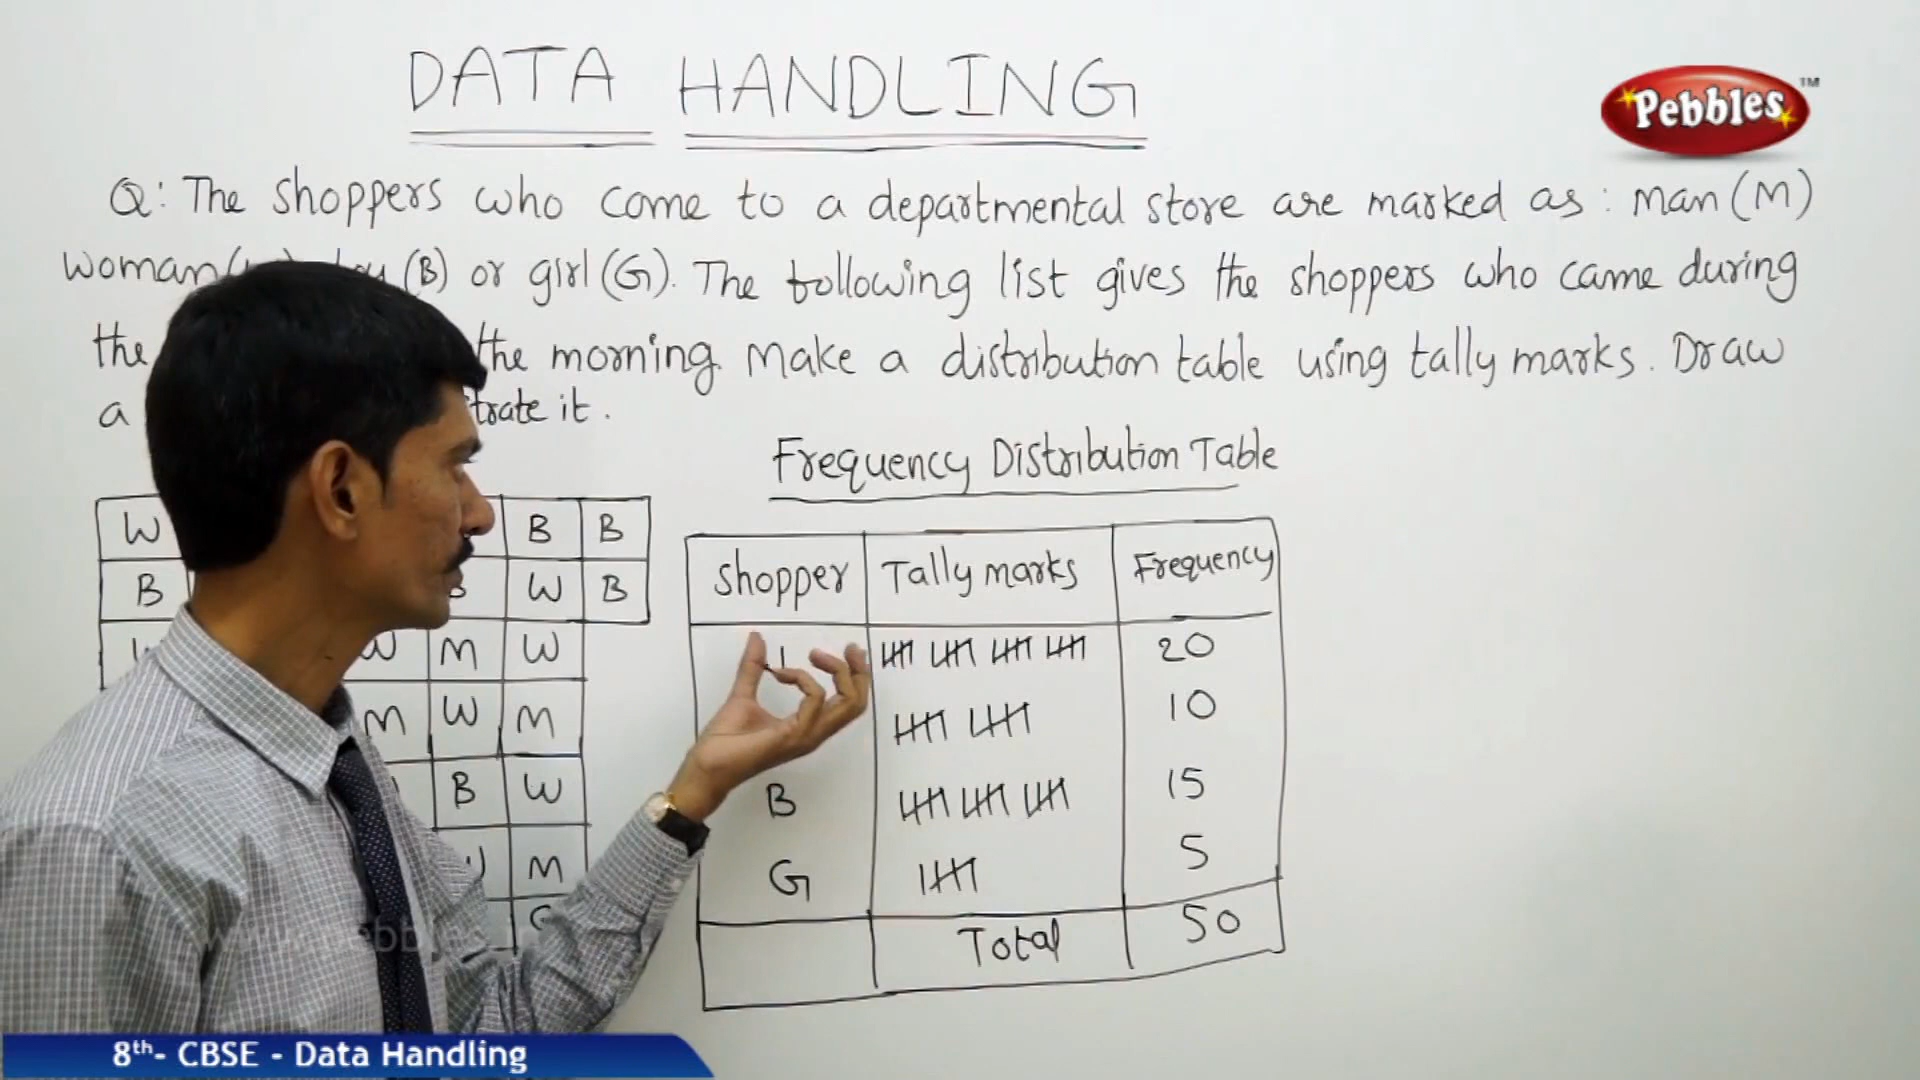 DATA HANDLING
Pebbles™
Q: The shoppers who come to a departmental store are marked as: man (M)
woman (B) or girl (G). The following list gives the shoppers who came during
the the morning. Make a distribution table using tally marks. Draw
a it.
Frequency Distribution Table
W B B
B W B
W M W
M W M
B W
M
Shopper Tally marks Frequency
20
10
B 15
G 5
Total 50
8th- CBSE - Data Handling